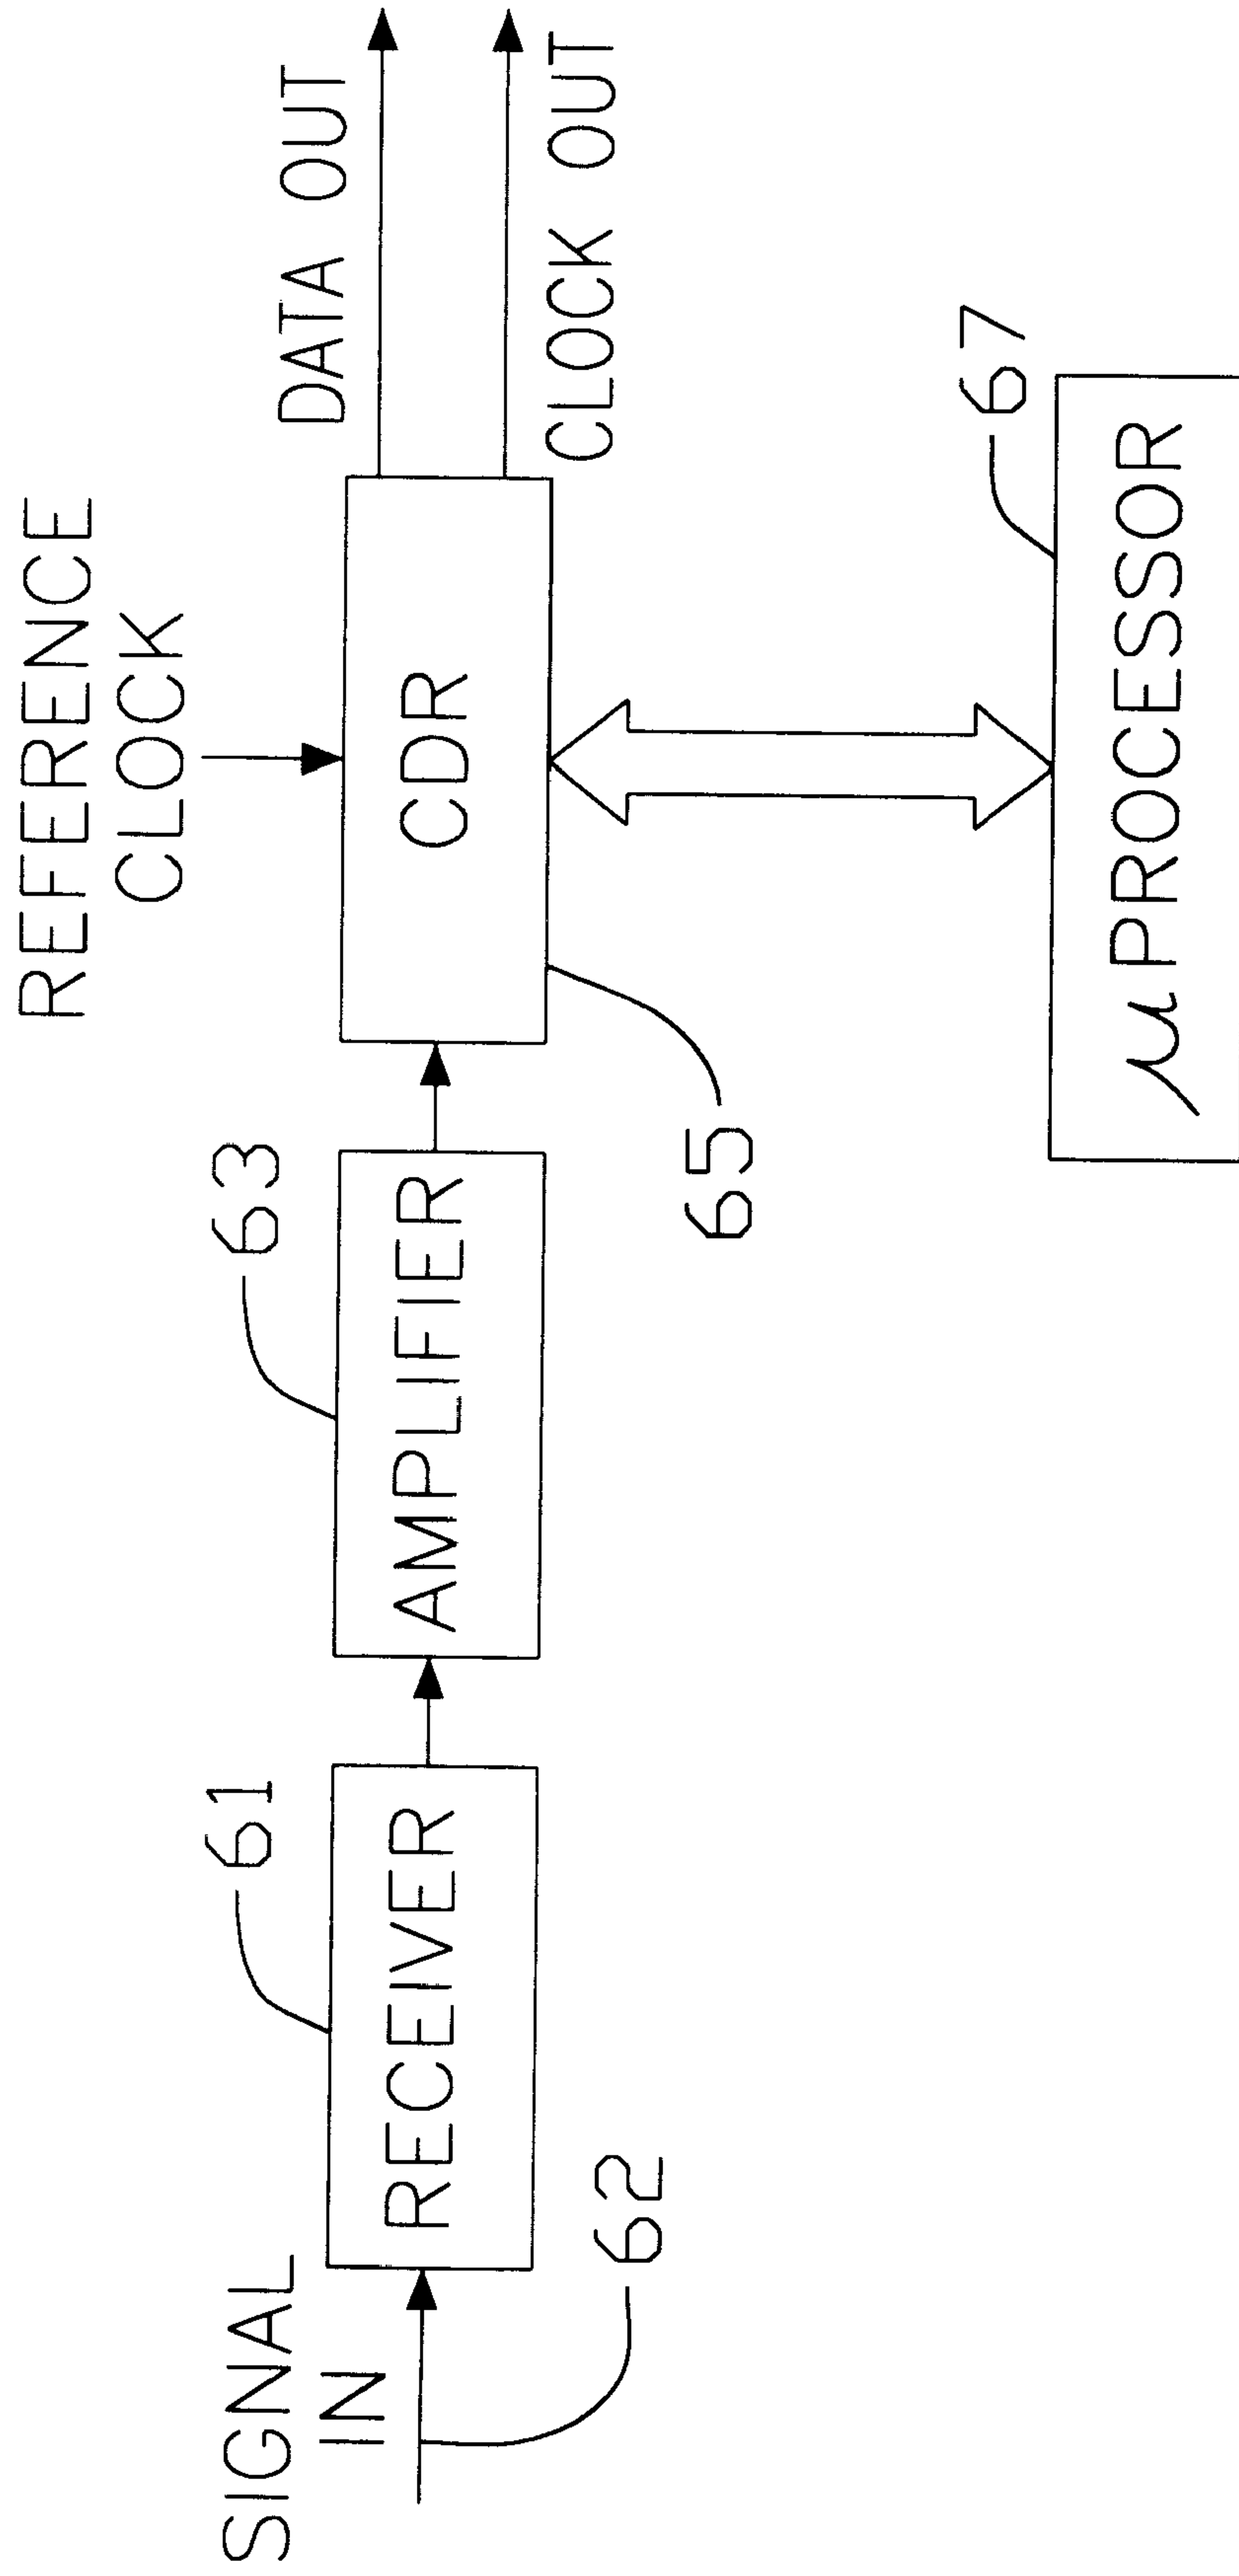 REFERENCE
CLOCK
SIGNAL
IN
62
61
RECEIVER
63
AMPLIFIER
65
CDR
DATA OUT
CLOCK OUT
67
μPROCESSOR